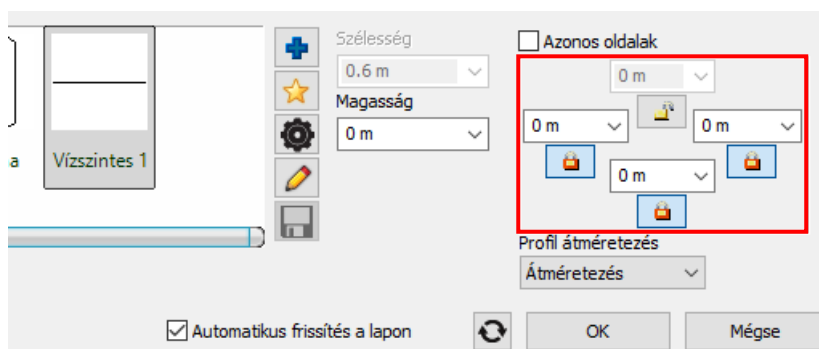 Szélesség
Azonos oldalak
0.6 m
0 m
Magasság
0 m
0 m
0 m
a
Vízszintes 1
0 m
Profil átméretezés
Átméretezés
Automatikus frissítés a lapon
OK
Mégse